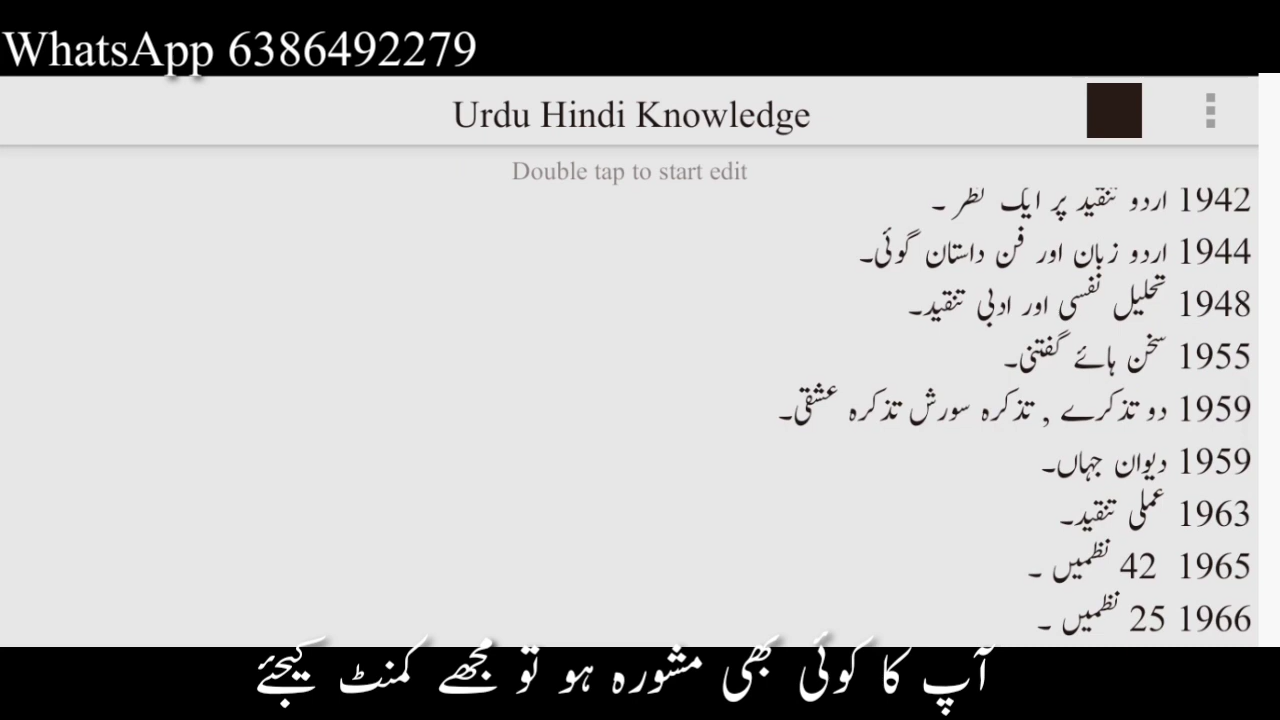 WhatsApp 6386492279
Urdu Hindi Knowledge
Double tap to start edit
1942 اردو تنقید پر ایک نظر ۔
1944 اردو زبان اور فن داستان گوئی۔
1948 تحلیل نفسی اور ادبی تنقید۔
1955 سخن ہائے گفتنی۔
1959 دو تذکرے , تذکرہ سورش تذکرہ عشقی۔
1959 دیوان جہاں۔
1963 عملی تنقید۔
1965 42 نظمیں ۔
1966 25 نظمیں ۔
آپ کا کوئی بھی مشورہ ہو تو مجھے کمنٹ کیجئے